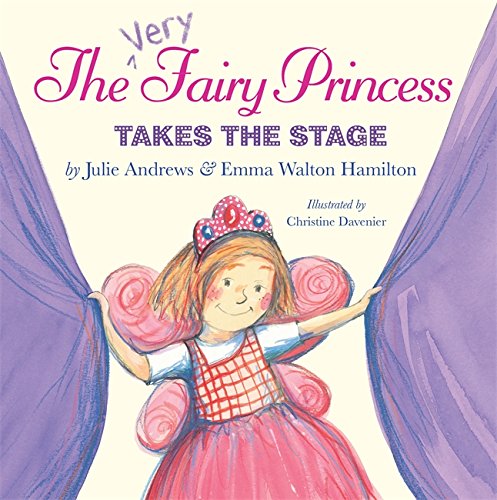 Very
The ^ Fairy Princess
TAKES THE STAGE
by Julie Andrews & Emma Walton Hamilton
Illustrated by
Christine Davenier